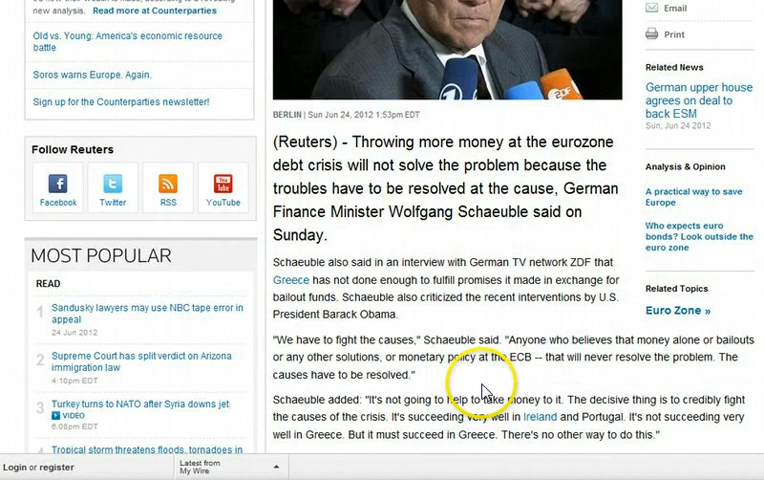 new analysis. Read more at Counterparties
Old vs. Young: America's economic resource
battle
Soros warns Europe. Again.
Sign up for the Counterparties newsletter!
Follow Reuters
Facebook
Twitter
RSS
YouTube
MOST POPULAR
READ
1 Sandusky lawyers may use NBC tape error in
appeal
24 Jun 2012
2 Supreme Court has split verdict on Arizona
immigration law
4:10pm EDT
3 Turkey turns to NATO after Syria downs jet
VIDEO
6:08pm EDT
4 Tropical storm threatens floods, tornadoes in
BERLIN | Sun Jun 24, 2012 1:53pm EDT
(Reuters) - Throwing more money at the eurozone
debt crisis will not solve the problem because the
troubles have to be resolved at the cause, German
Finance Minister Wolfgang Schaeuble said on
Sunday.
Schaeuble also said in an interview with German TV network ZDF that
Greece has not done enough to fulfill promises it made in exchange for
bailout funds. Schaeuble also criticized the recent interventions by U.S.
President Barack Obama.
"We have to fight the causes," Schaeuble said. "Anyone who believes that money alone or bailouts
or any other solutions, or monetary policy at the ECB -- that will never resolve the problem. The
causes have to be resolved."
Schaeuble added: "It's not going to help to take money to it. The decisive thing is to credibly fight
the causes of the crisis. It's succeeding very well in Ireland and Portugal. It's not succeeding very
well in Greece. But it must succeed in Greece. There's no other way to do this."
Email
Print
Related News
German upper house
agrees on deal to
back ESM
Sun, Jun 24 2012
Analysis & Opinion
A practical way to save
Europe
Who expects euro
bonds? Look outside the
euro zone
Related Topics
Euro Zone »
Login or register
Latest from
My Wire
ZDF